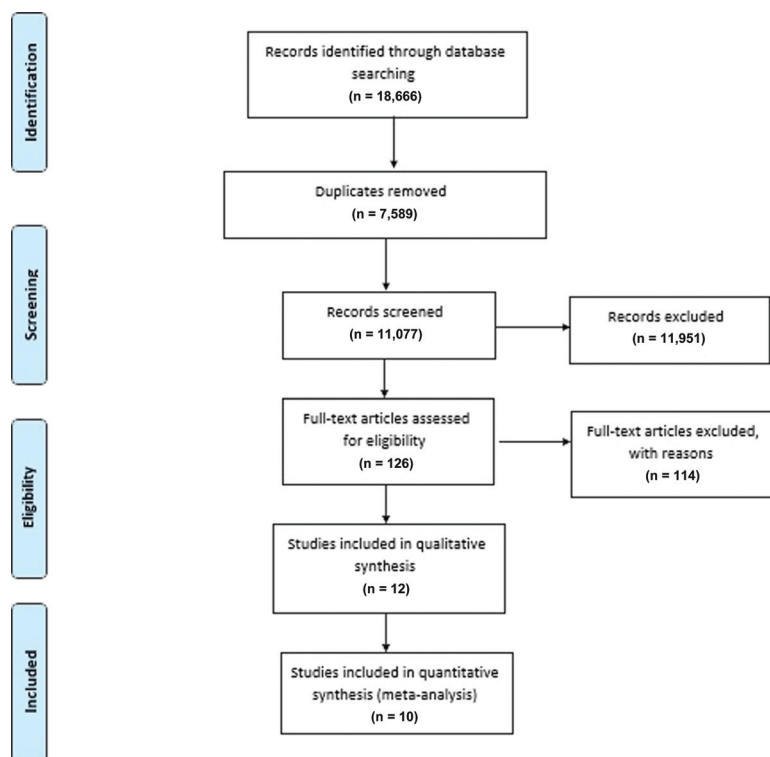 Identification
Records identified through database
searching
(n = 18,666)
Duplicates removed
(n = 7,589)
Screening
Records screened
(n = 11,077)
Records excluded
(n = 11,951)
Eligibility
Full-text articles assessed
for eligibility
(n = 126)
Full-text articles excluded,
with reasons
(n = 114)
Studies included in qualitative
synthesis
(n = 12)
Included
Studies included in quantitative
synthesis (meta-analysis)
(n = 10)